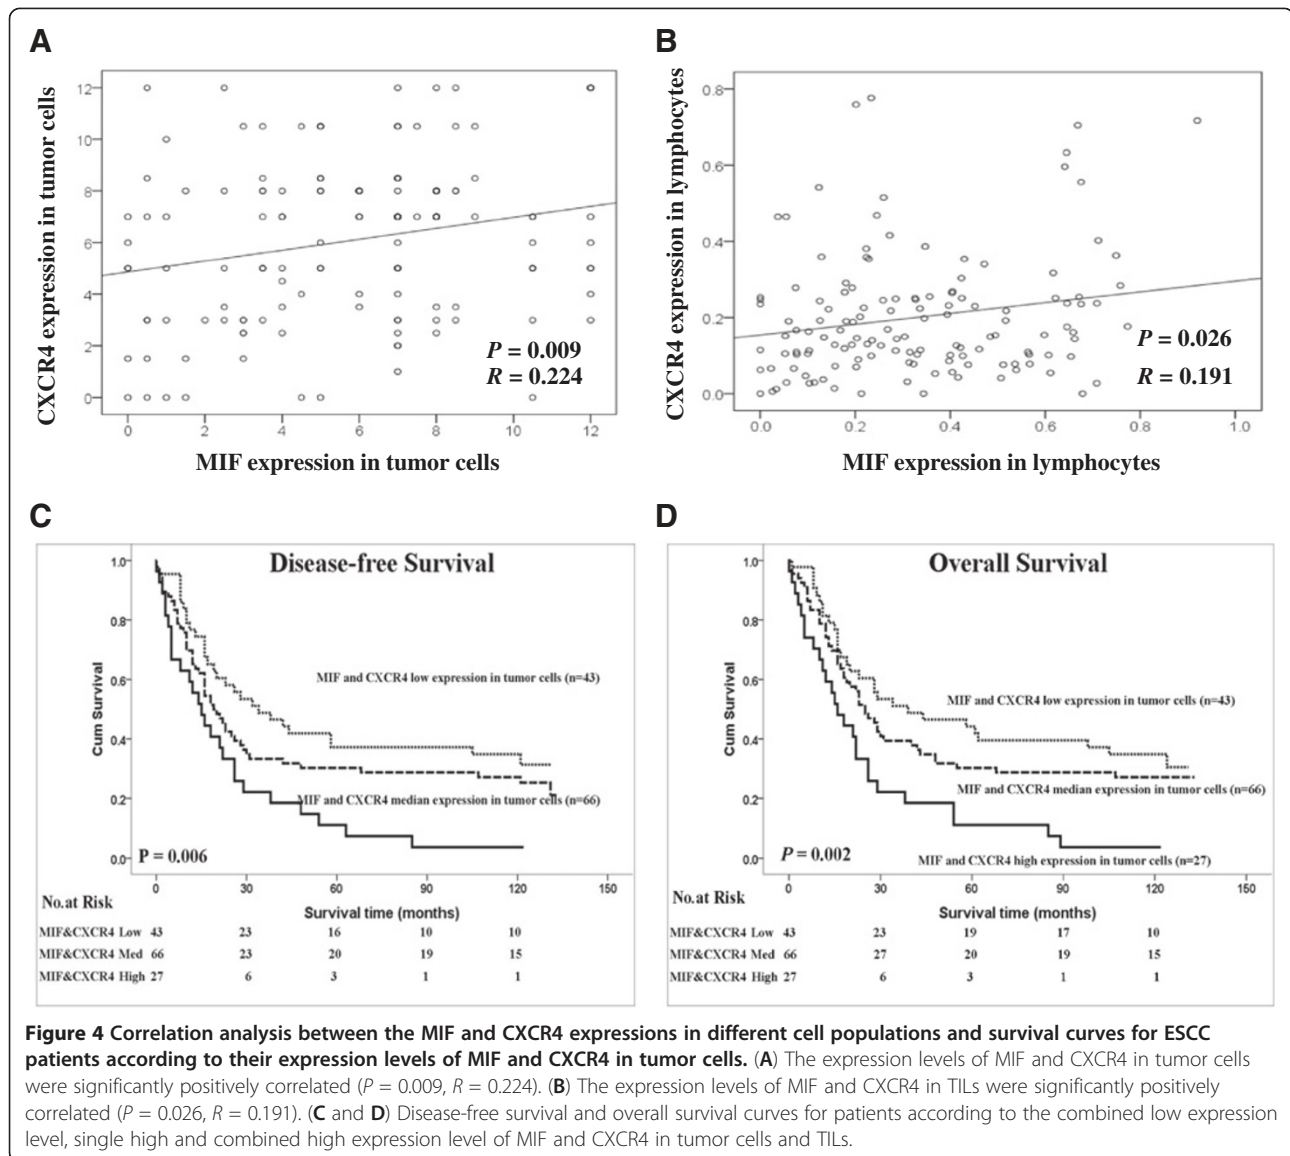 A
CXCR4 expression in tumor cells
12
10
8
6
4
2
0
P = 0.009
R = 0.224
0 2 4 6 8 10 12
MIF expression in tumor cells
B
CXCR4 expression in lymphocytes
0.8
0.6
0.4
0.2
0.0
P = 0.026
R = 0.191
0.0 0.2 0.4 0.6 0.8 1.0
MIF expression in lymphocytes
C
Disease-free Survival
Cum Survival
1.0
0.8
0.6
0.4
0.2
0.0
MIF and CXCR4 low expression in tumor cells (n=43)
MIF and CXCR4 median expression in tumor cells (n=66)
P = 0.006
0 30 60 90 120 150
No.at Risk
Survival time (months)
MIF&CXCR4 Low 43 23 16 10 10
MIF&CXCR4 Med 66 23 20 19 15
MIF&CXCR4 High 27 6 3 1 1
D
Overall Survival
Cum Survival
1.0
0.8
0.6
0.4
0.2
0.0
MIF and CXCR4 low expression in tumor cells (n=43)
MIF and CXCR4 median expression in tumor cells (n=66)
P = 0.002
MIF and CXCR4 high expression in tumor cells (n=27)
0 30 60 90 120 150
No.at Risk
Survival time (months)
MIF&CXCR4 Low 43 23 19 17 10
MIF&CXCR4 Med 66 27 20 19 15
MIF&CXCR4 High 27 6 3 1 1
Figure 4 Correlation analysis between the MIF and CXCR4 expressions in different cell populations and survival curves for ESCC
patients according to their expression levels of MIF and CXCR4 in tumor cells. (A) The expression levels of MIF and CXCR4 in tumor cells
were significantly positively correlated (P = 0.009, R = 0.224). (B) The expression levels of MIF and CXCR4 in TILs were significantly positively
correlated (P = 0.026, R = 0.191). (C and D) Disease-free survival and overall survival curves for patients according to the combined low expression
level, single high and combined high expression level of MIF and CXCR4 in tumor cells and TILs.